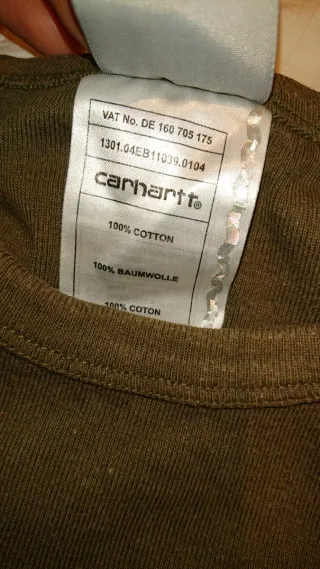 VAT No. DE 160 705 175
1301.04EB11039.0104
carhartt®
100% COTTON
100% BAUMWOLLE
100% COTON